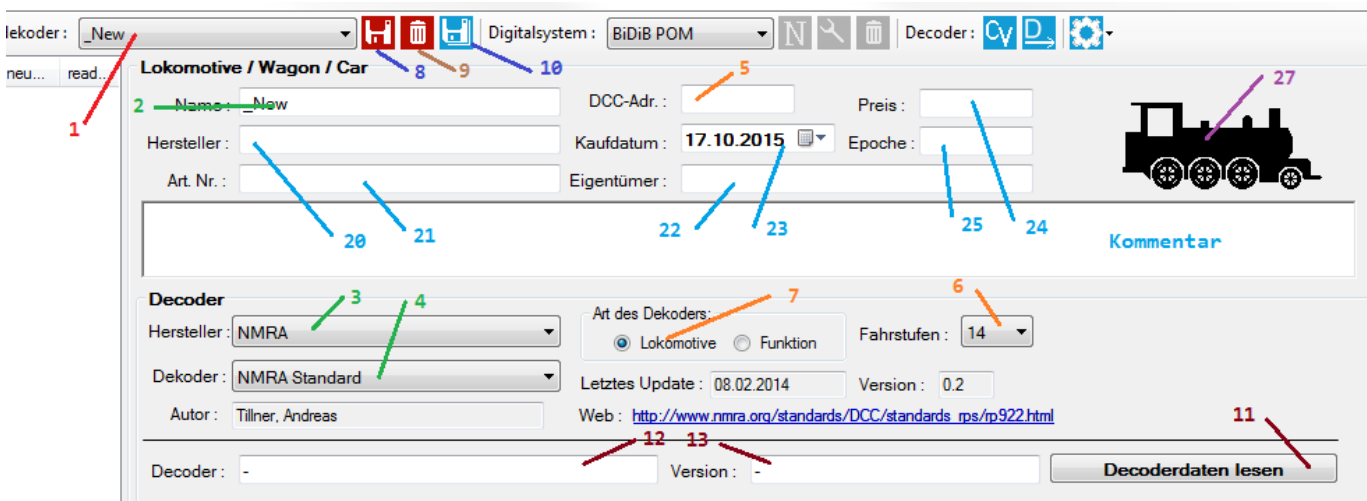 dekoder : _New Digitalsystem : BiDiB POM N Decoder : CV D
neu... read... Lokomotive / Wagon / Car 8 9 10 5 27
1 2 Name : _New DCC-Adr. : Preis :
Hersteller : Kaufdatum : 17.10.2015 Epoche :
Art. Nr. : Eigentümer :
20 21 22 23 25 24 Kommentar
Decoder 3 4 7 6
Hersteller : NMRA Art des Dekoders: Lokomotive Funktion Fahrstufen : 14
Dekoder : NMRA Standard Letztes Update : 08.02.2014 Version : 0.2
Autor : Tillner, Andreas Web : http://www.nmra.org/standards/DCC/standards_rps/rp922.html 11
12 13
Decoder : - Version : - Decoderdaten lesen